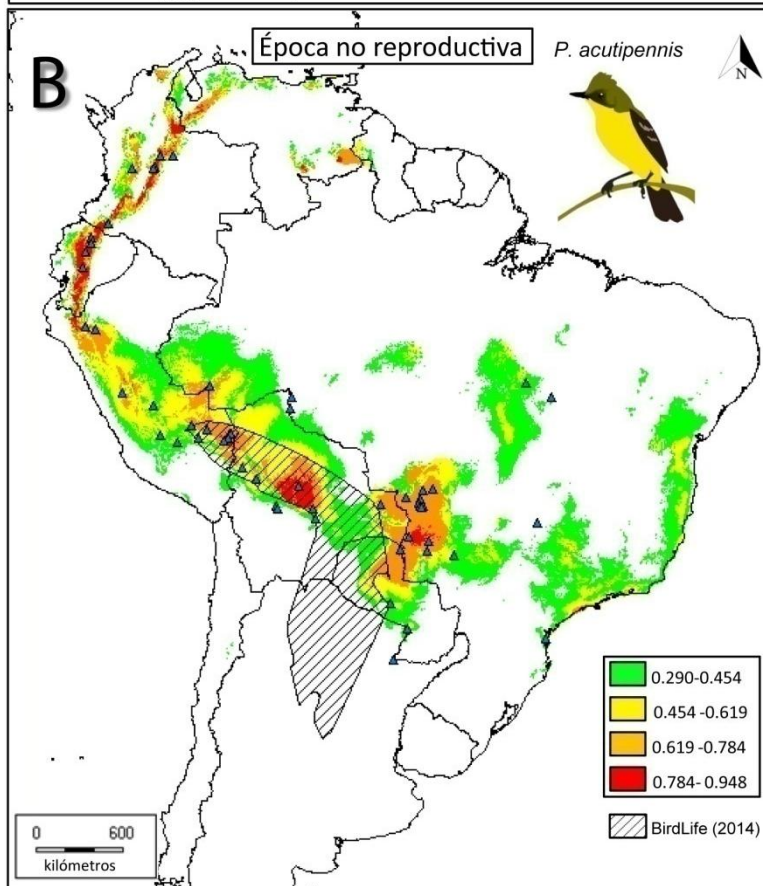 B
Época no reproductiva
P. acutipennis
N
0.290-0.454
0.454 -0.619
0.619 -0.784
0.784- 0.948
BirdLife (2014)
0 600
kilómetros